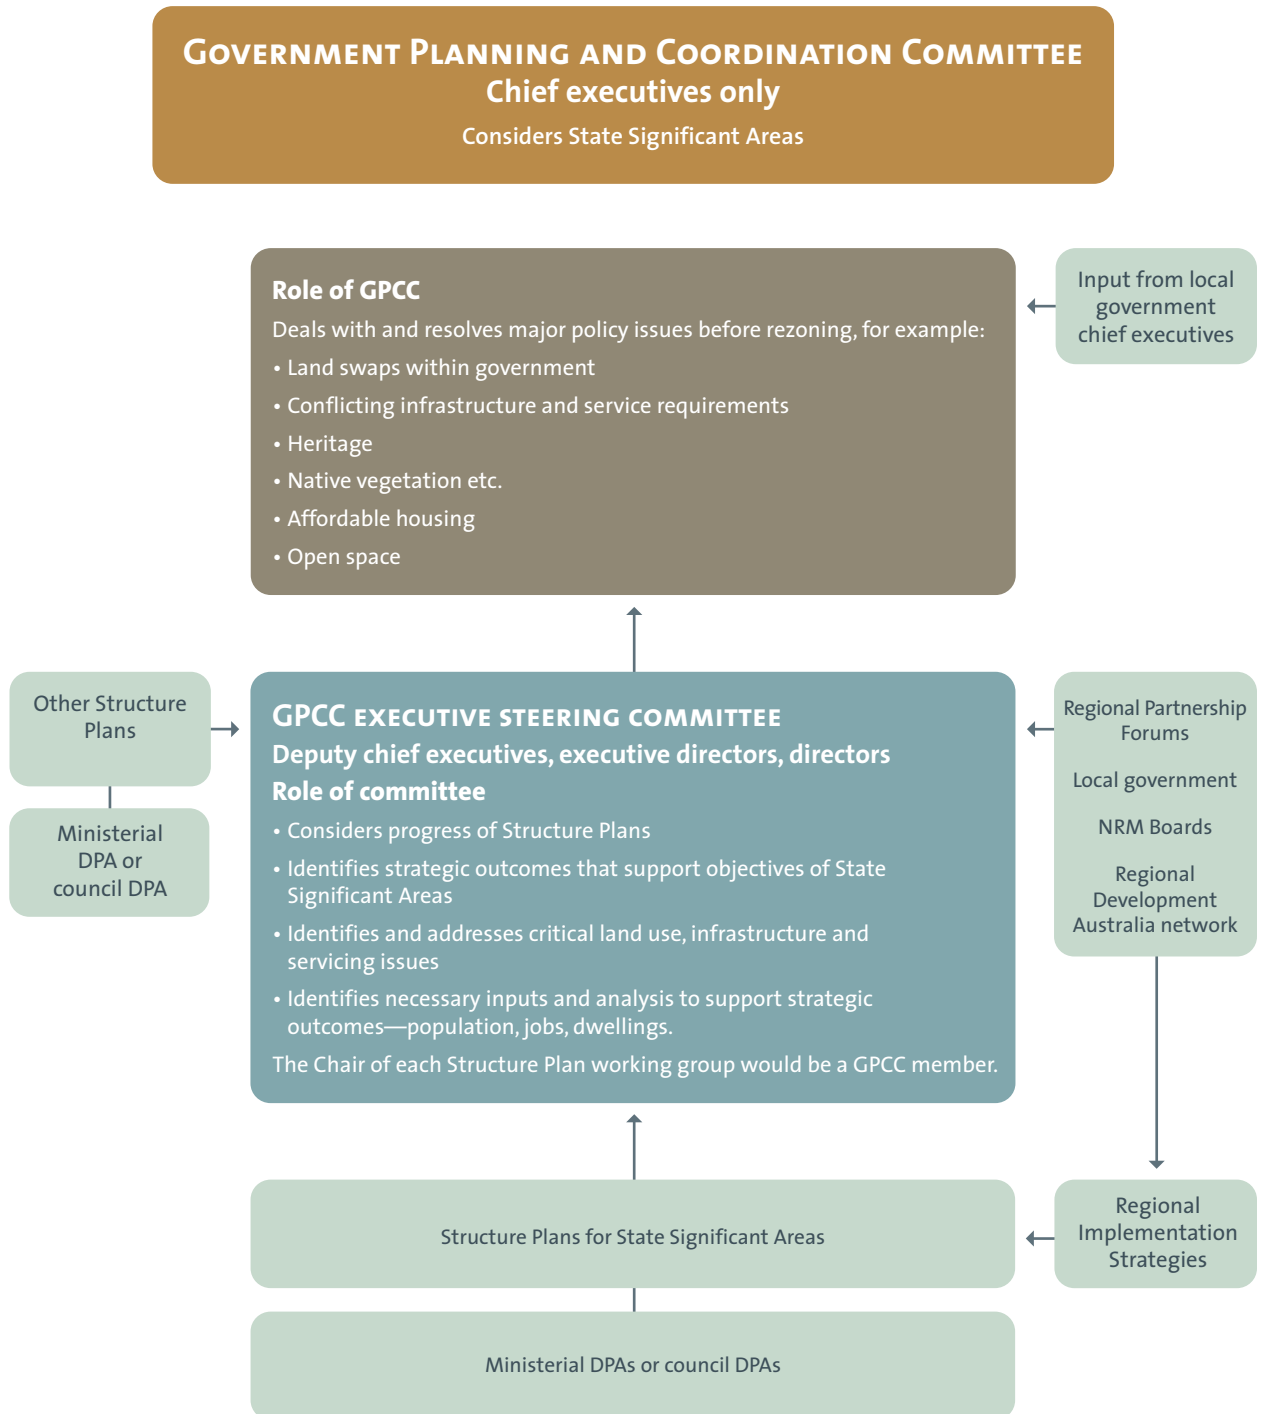 GOVERNMENT PLANNING AND COORDINATION COMMITTEE
Chief executives only
Considers State Significant Areas
Role of GPCC
Deals with and resolves major policy issues before rezoning, for example:
• Land swaps within government
• Conflicting infrastructure and service requirements
• Heritage
• Native vegetation etc.
• Affordable housing
• Open space
Input from local
government
chief executives
Other Structure
Plans
Ministerial
DPA or
council DPA
GPCC EXECUTIVE STEERING COMMITTEE
Deputy chief executives, executive directors, directors
Role of committee
• Considers progress of Structure Plans
• Identifies strategic outcomes that support objectives of State
Significant Areas
• Identifies and addresses critical land use, infrastructure and
servicing issues
• Identifies necessary inputs and analysis to support strategic
outcomes—population, jobs, dwellings.
The Chair of each Structure Plan working group would be a GPCC member.
Regional Partnership
Forums
Local government
NRM Boards
Regional
Development
Australia network
Structure Plans for State Significant Areas
Regional
Implementation
Strategies
Ministerial DPAs or council DPAs